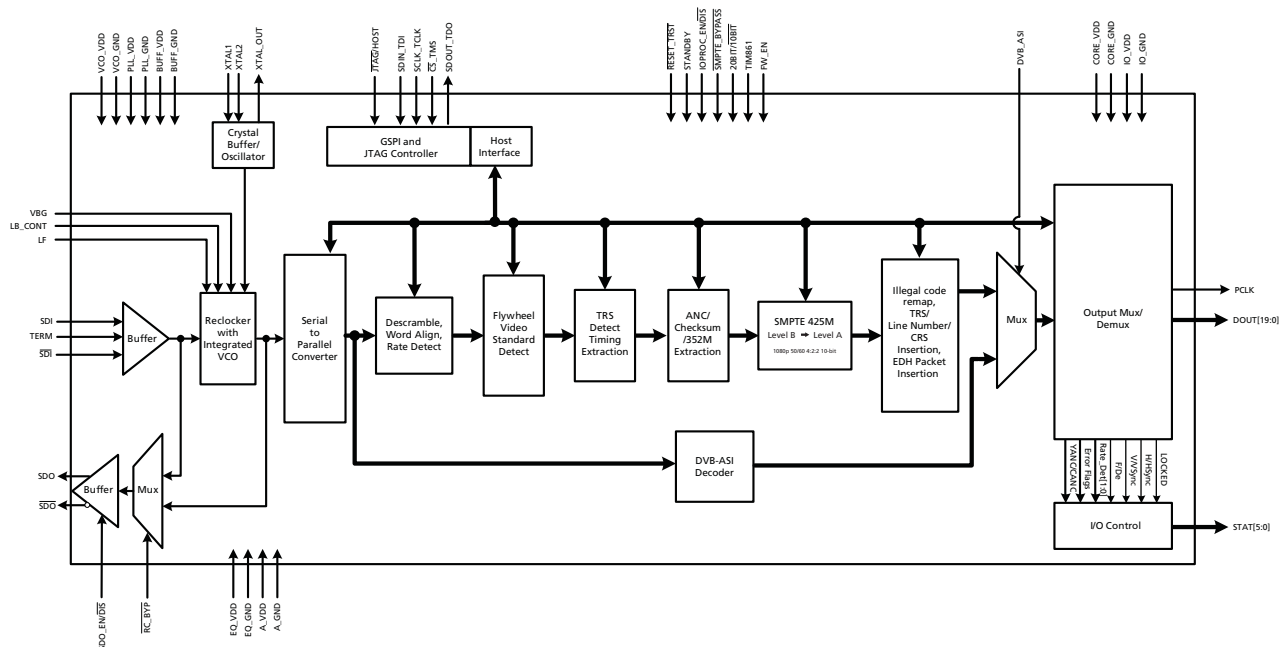 VCO_VDD
VCO_GND
PLL_VDD
PLL_GND
BUFF_VDD
BUFF_GND
XTAL1
XTAL2
XTAL_OUT
JTAG/HOST
SDIN_TDI
SCLK_TCLK
CS_TMS
SDOUT_TDO
RESET_TRST
STANDBY
IOPROC_EN/DIS
SMPTE_BYPASS
20BIT/10BIT
TIM861
FW_EN
DVB_ASI
CORE_VDD
CORE_GND
IO_VDD
IO_GND
Crystal
Buffer/
Oscillator
GSPI and
JTAG Controller
Host
Interface
VBG
LB_CONT
LF
SDI
TERM
SDI
Buffer
Reclocker
with
Integrated
VCO
Serial
to
Parallel
Converter
Descramble,
Word Align,
Rate Detect
Flywheel
Video
Standard
Detect
TRS
Detect
Timing
Extraction
ANC/
Checksum
/352M
Extraction
SMPTE 425M
Level B ➡ Level A
1080p 50/60 4:2:2 10-bit
Illegal code
remap,
TRS/
Line Number/
CRS
Insertion,
EDH Packet
Insertion
Mux
Output Mux/
Demux
PCLK
DOUT[19:0]
DVB-ASI
Decoder
SDO
SDO
Buffer
Mux
YANC/CANC
Error Flags
Rate_Det[1:0]
F/De
V/VSync
H/HSync
LOCKED
I/O Control
STAT[5:0]
SDO_EN/DIS
RC_BYP
EQ_VDD
EQ_GND
A_VDD
A_GND